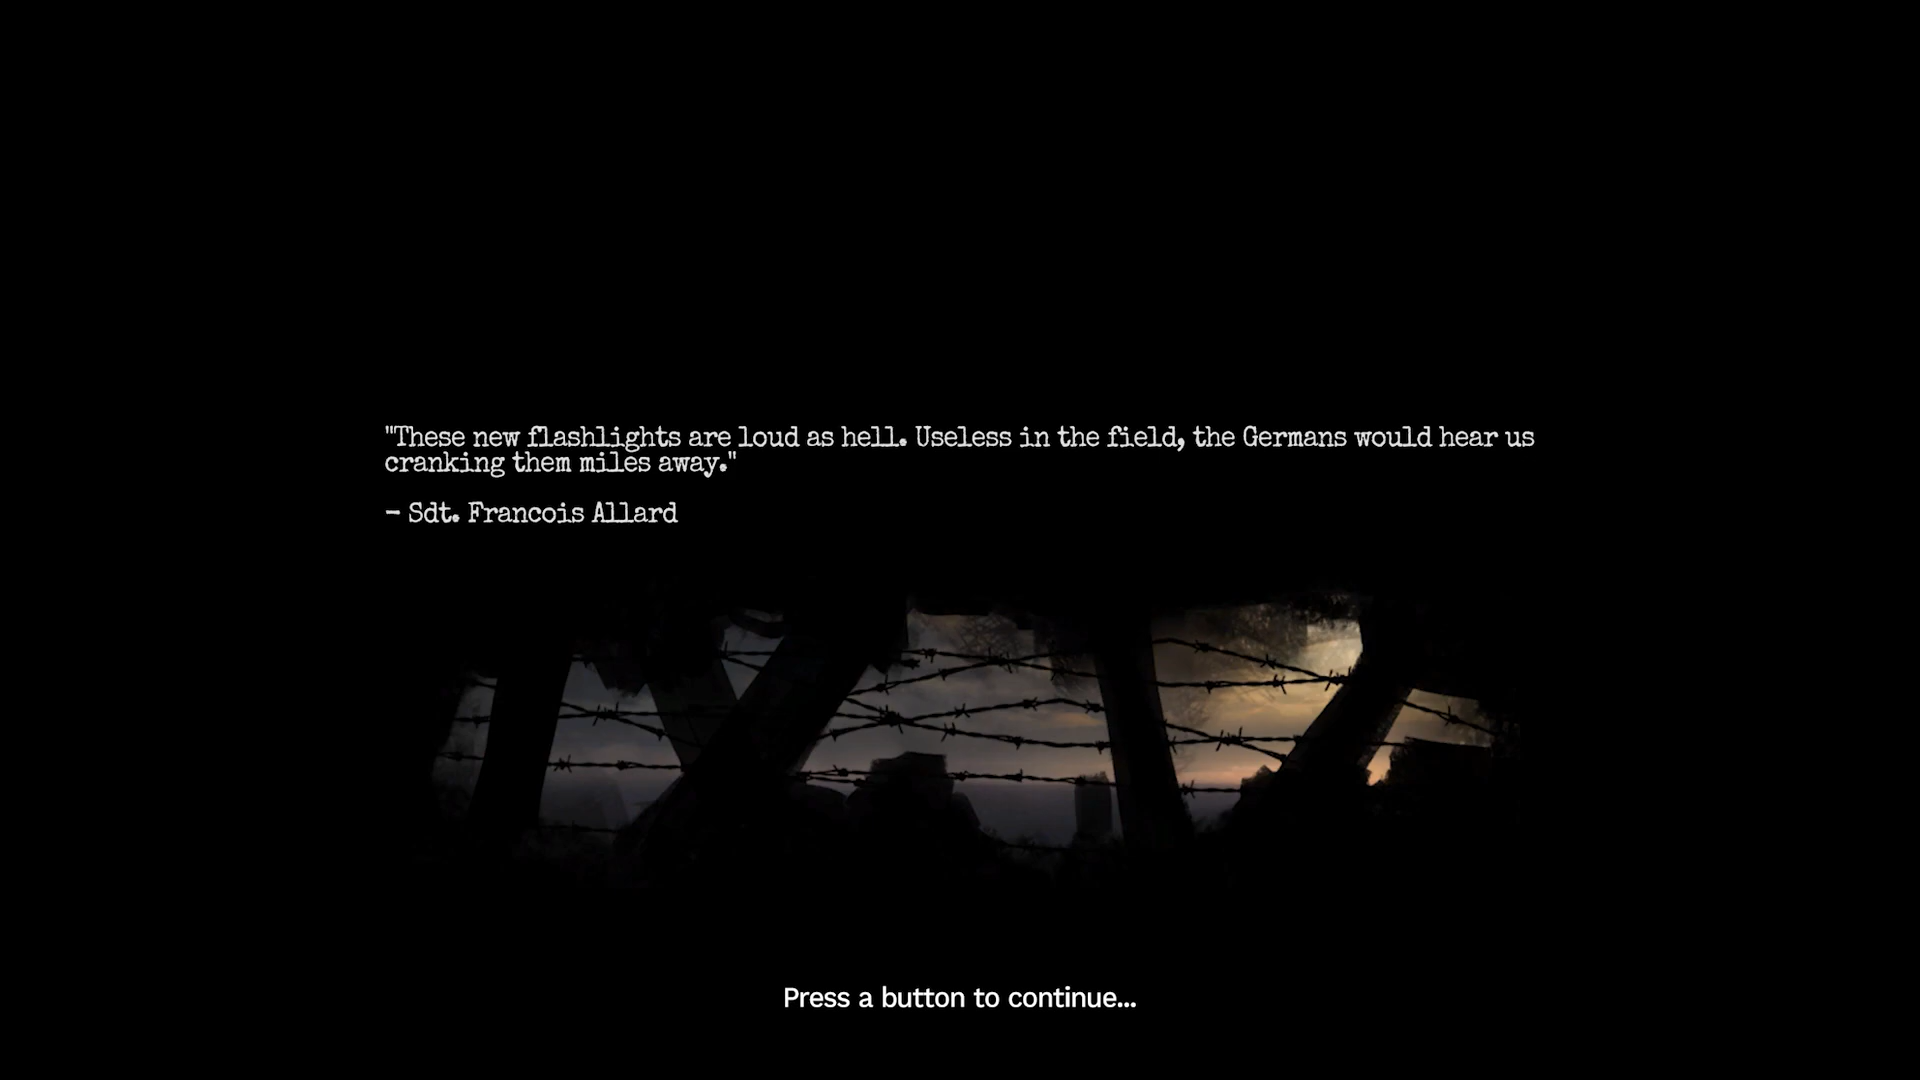 "These new flashlights are loud as hell. Useless in the field, the Germans would hear us
cranking them miles away."
- Sdt. Francois Allard
Press a button to continue...